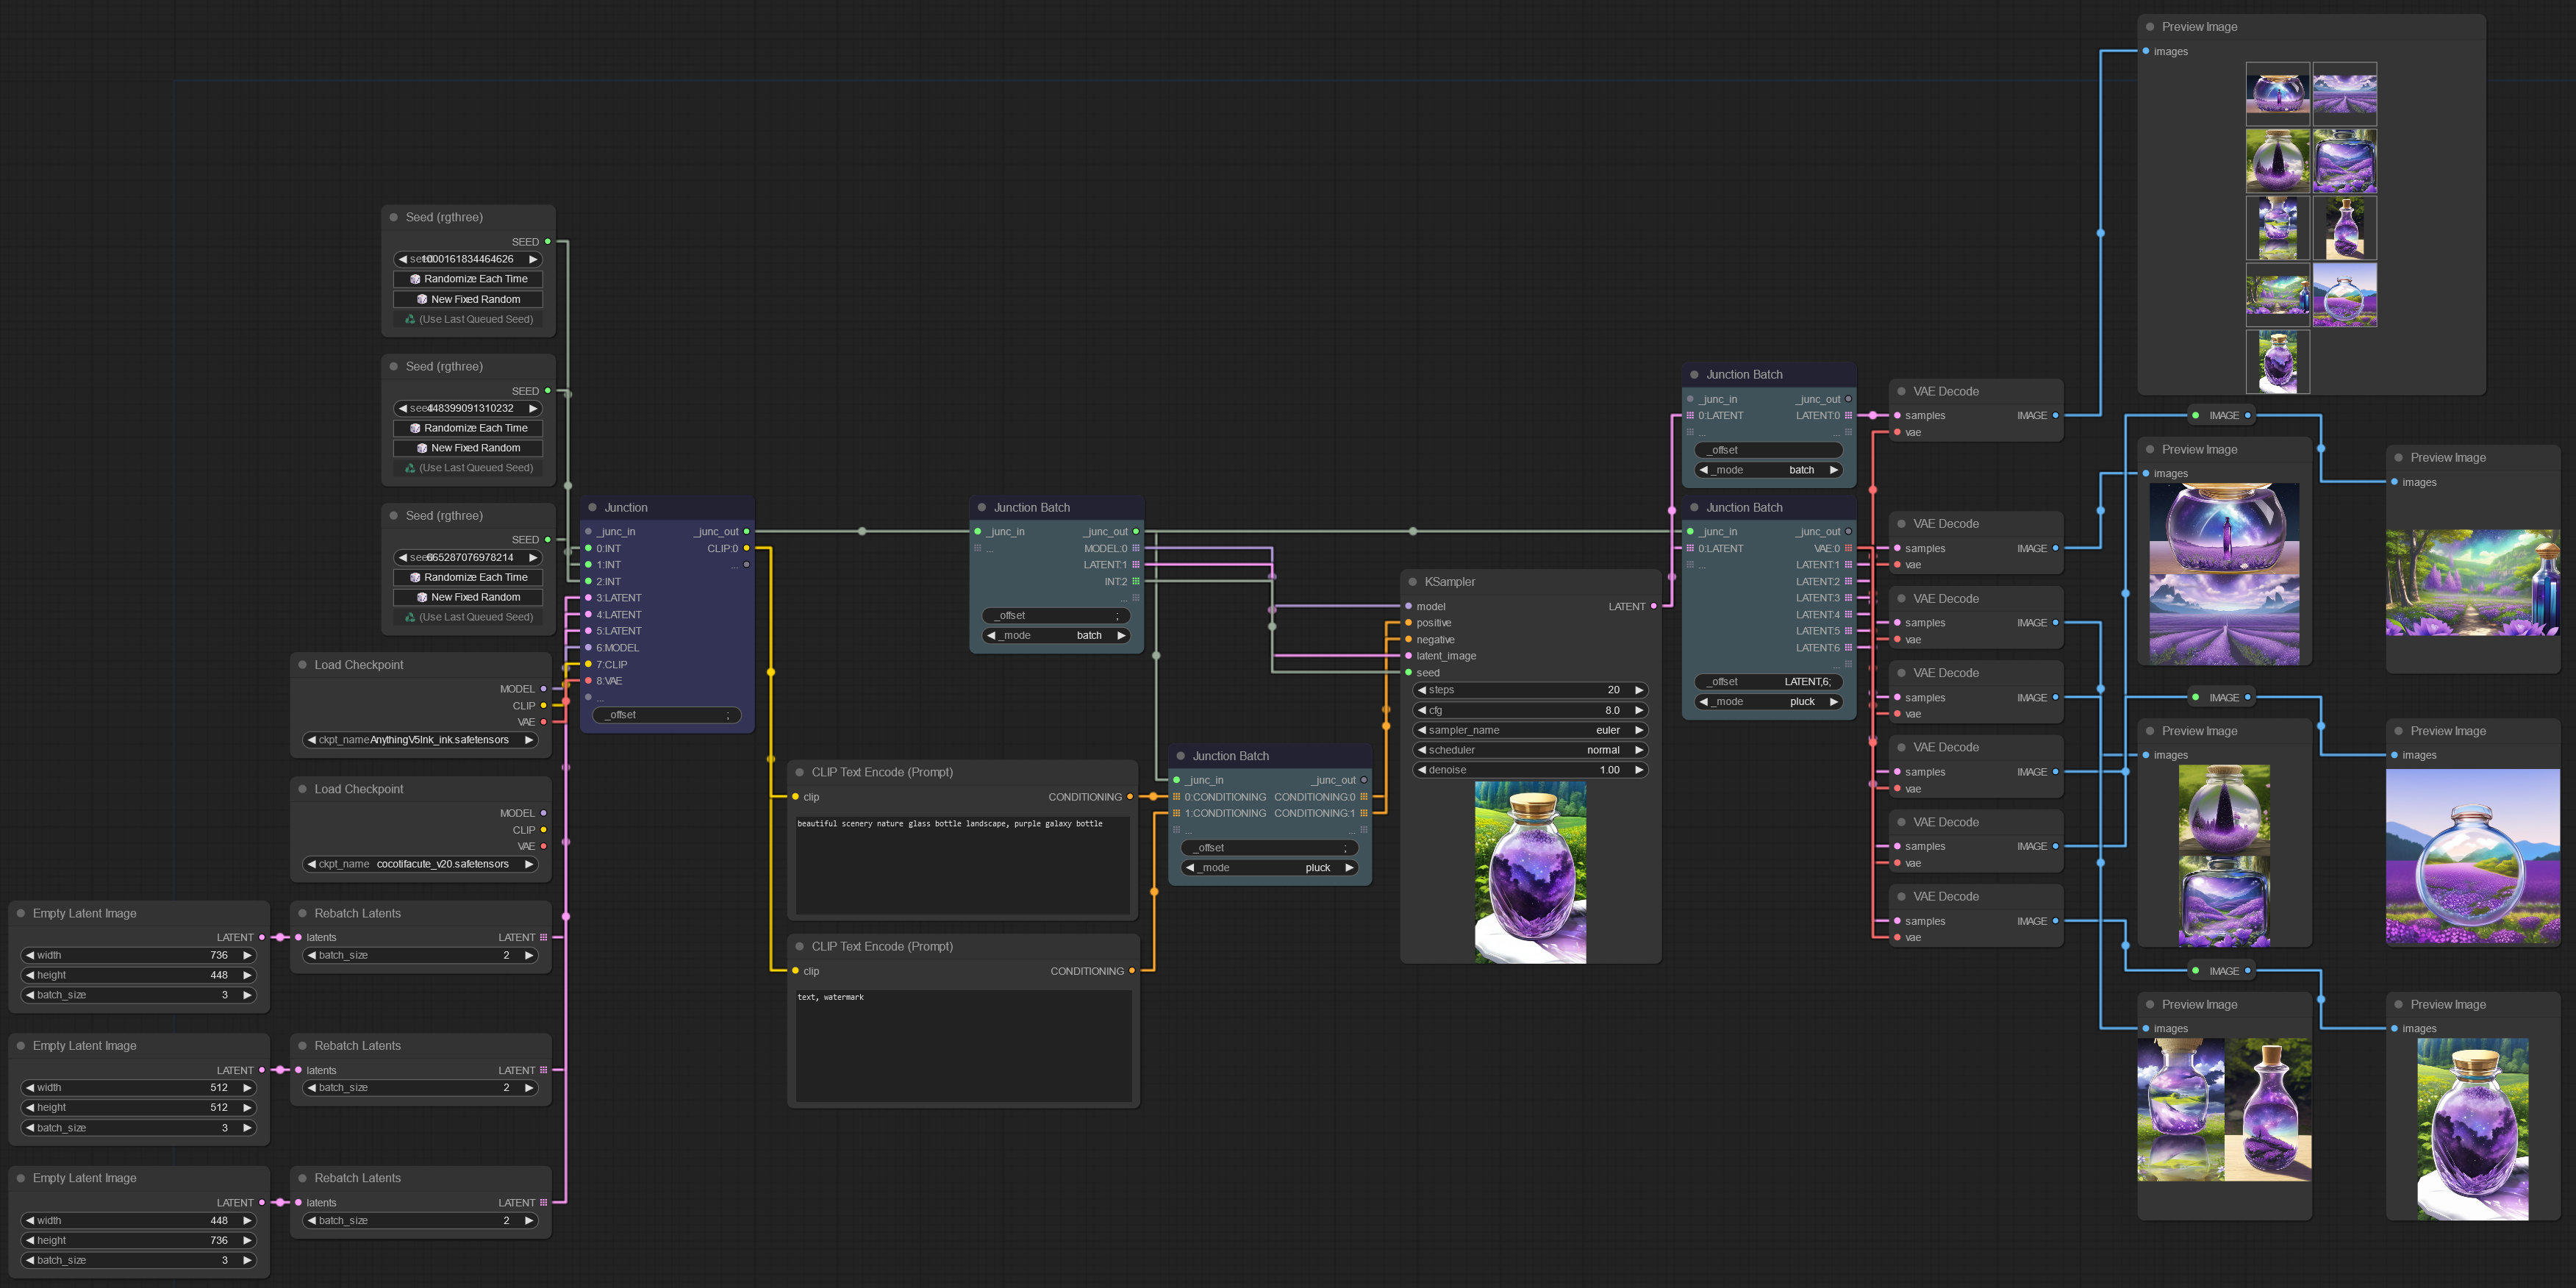 Seed (rgthree)
SEED
1000161834464626
Randomize Each Time
New Fixed Random
(Use Last Queued Seed)
Seed (rgthree)
SEED
448399091310232
Randomize Each Time
New Fixed Random
(Use Last Queued Seed)
Seed (rgthree)
SEED
665287076978214
Randomize Each Time
New Fixed Random
(Use Last Queued Seed)
Load Checkpoint
MODEL
CLIP
VAE
ckpt_name AnythingV5Ink_ink.safetensors
Load Checkpoint
MODEL
CLIP
VAE
ckpt_name cocotifacute_v20.safetensors
Empty Latent Image
LATENT
width 736
height 448
batch_size 3
Rebatch Latents
latents LATENT
batch_size 2
Empty Latent Image
LATENT
width 512
height 512
batch_size 3
Rebatch Latents
latents LATENT
batch_size 2
Empty Latent Image
LATENT
width 448
height 736
batch_size 3
Rebatch Latents
latents LATENT
batch_size 2
Junction
_junc_in _junc_out
0:INT CLIP:0
1:INT ...
2:INT
3:LATENT
4:LATENT
5:LATENT
6:MODEL
7:CLIP
8:VAE
...
_offset ;
CLIP Text Encode (Prompt)
clip CONDITIONING
beautiful scenery nature glass bottle landscape, purple galaxy bottle
CLIP Text Encode (Prompt)
clip CONDITIONING
text, watermark
Junction Batch
_junc_in _junc_out
... MODEL:0
LATENT:1
INT:2
...
_offset ;
_mode batch
Junction Batch
_junc_in _junc_out
0:CONDITIONING CONDITIONING:0
1:CONDITIONING CONDITIONING:1
... ...
_offset ;
_mode pluck
KSampler
model LATENT
positive
negative
latent_image
seed
steps 20
cfg 8.0
sampler_name euler
scheduler normal
denoise 1.00
Junction Batch
_junc_in _junc_out
0:LATENT LATENT:0
... ...
_offset
_mode batch
Junction Batch
_junc_in _junc_out
0:LATENT VAE:0
... LATENT:1
LATENT:2
LATENT:3
LATENT:4
LATENT:5
LATENT:6
...
_offset LATENT,6;
_mode pluck
VAE Decode
samples IMAGE
vae
VAE Decode
samples IMAGE
vae
VAE Decode
samples IMAGE
vae
VAE Decode
samples IMAGE
vae
VAE Decode
samples IMAGE
vae
VAE Decode
samples IMAGE
vae
VAE Decode
samples IMAGE
vae
Preview Image
images
IMAGE
Preview Image
images
Preview Image
images
IMAGE
Preview Image
images
Preview Image
images
IMAGE
Preview Image
images
Preview Image
images